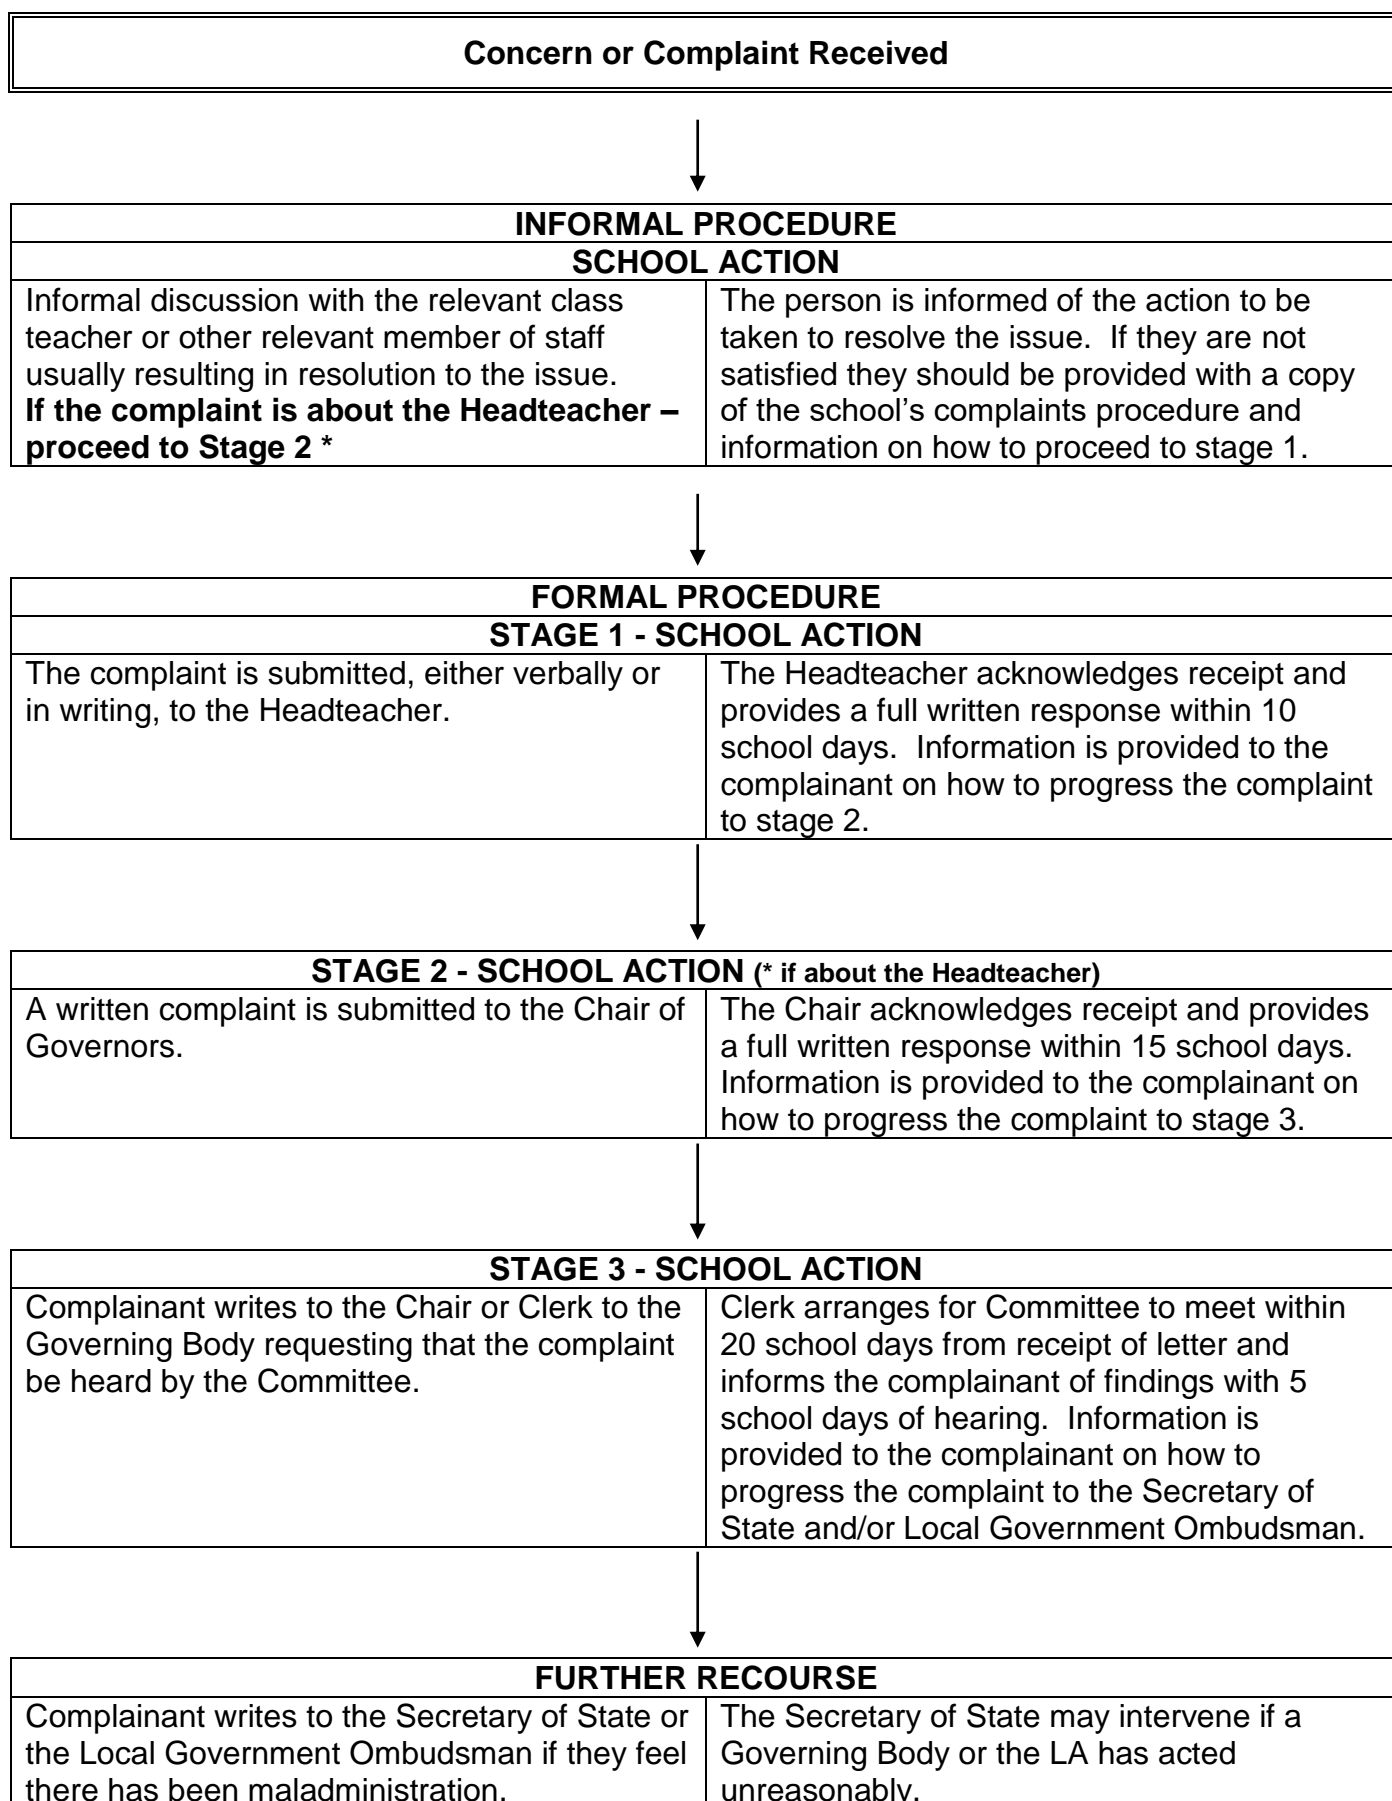 Concern or Complaint Received
INFORMAL PROCEDURE
SCHOOL ACTION
Informal discussion with the relevant class
teacher or other relevant member of staff
usually resulting in resolution to the issue.
If the complaint is about the Headteacher –
proceed to Stage 2 *
The person is informed of the action to be
taken to resolve the issue.  If they are not
satisfied they should be provided with a copy
of the school’s complaints procedure and
information on how to proceed to stage 1.
FORMAL PROCEDURE
STAGE 1 - SCHOOL ACTION
The complaint is submitted, either verbally or
in writing, to the Headteacher.
The Headteacher acknowledges receipt and
provides a full written response within 10
school days.  Information is provided to the
complainant on how to progress the complaint
to stage 2.
STAGE 2 - SCHOOL ACTION (* if about the Headteacher)
A written complaint is submitted to the Chair of
Governors.
The Chair acknowledges receipt and provides
a full written response within 15 school days.
Information is provided to the complainant on
how to progress the complaint to stage 3.
STAGE 3 - SCHOOL ACTION
Complainant writes to the Chair or Clerk to the
Governing Body requesting that the complaint
be heard by the Committee.
Clerk arranges for Committee to meet within
20 school days from receipt of letter and
informs the complainant of findings with 5
school days of hearing.  Information is
provided to the complainant on how to
progress the complaint to the Secretary of
State and/or Local Government Ombudsman.
FURTHER RECOURSE
Complainant writes to the Secretary of State or
the Local Government Ombudsman if they feel
there has been maladministration.
The Secretary of State may intervene if a
Governing Body or the LA has acted
unreasonably.